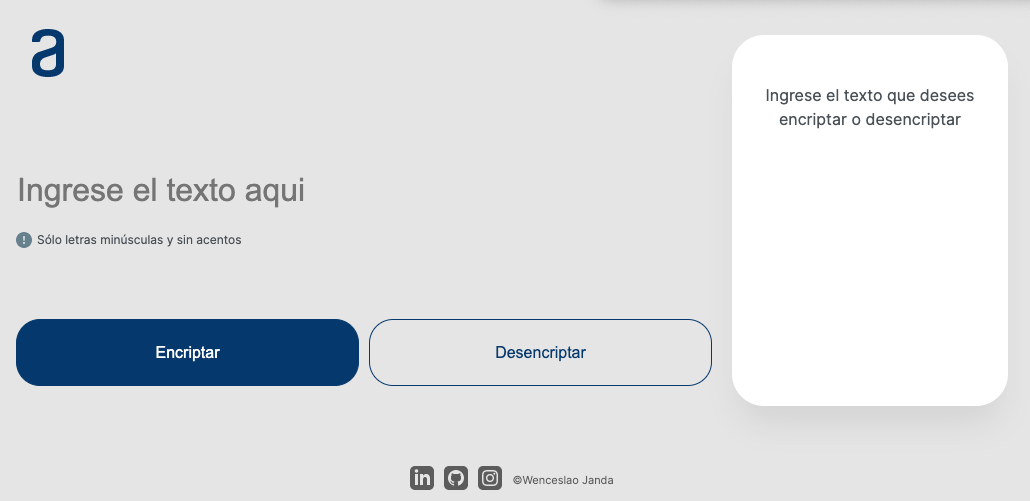 a
Ingrese el texto que desees
encriptar o desencriptar
Ingrese el texto aqui
! Sólo letras minúsculas y sin acentos
Encriptar
Desencriptar
in
©Wenceslao Janda